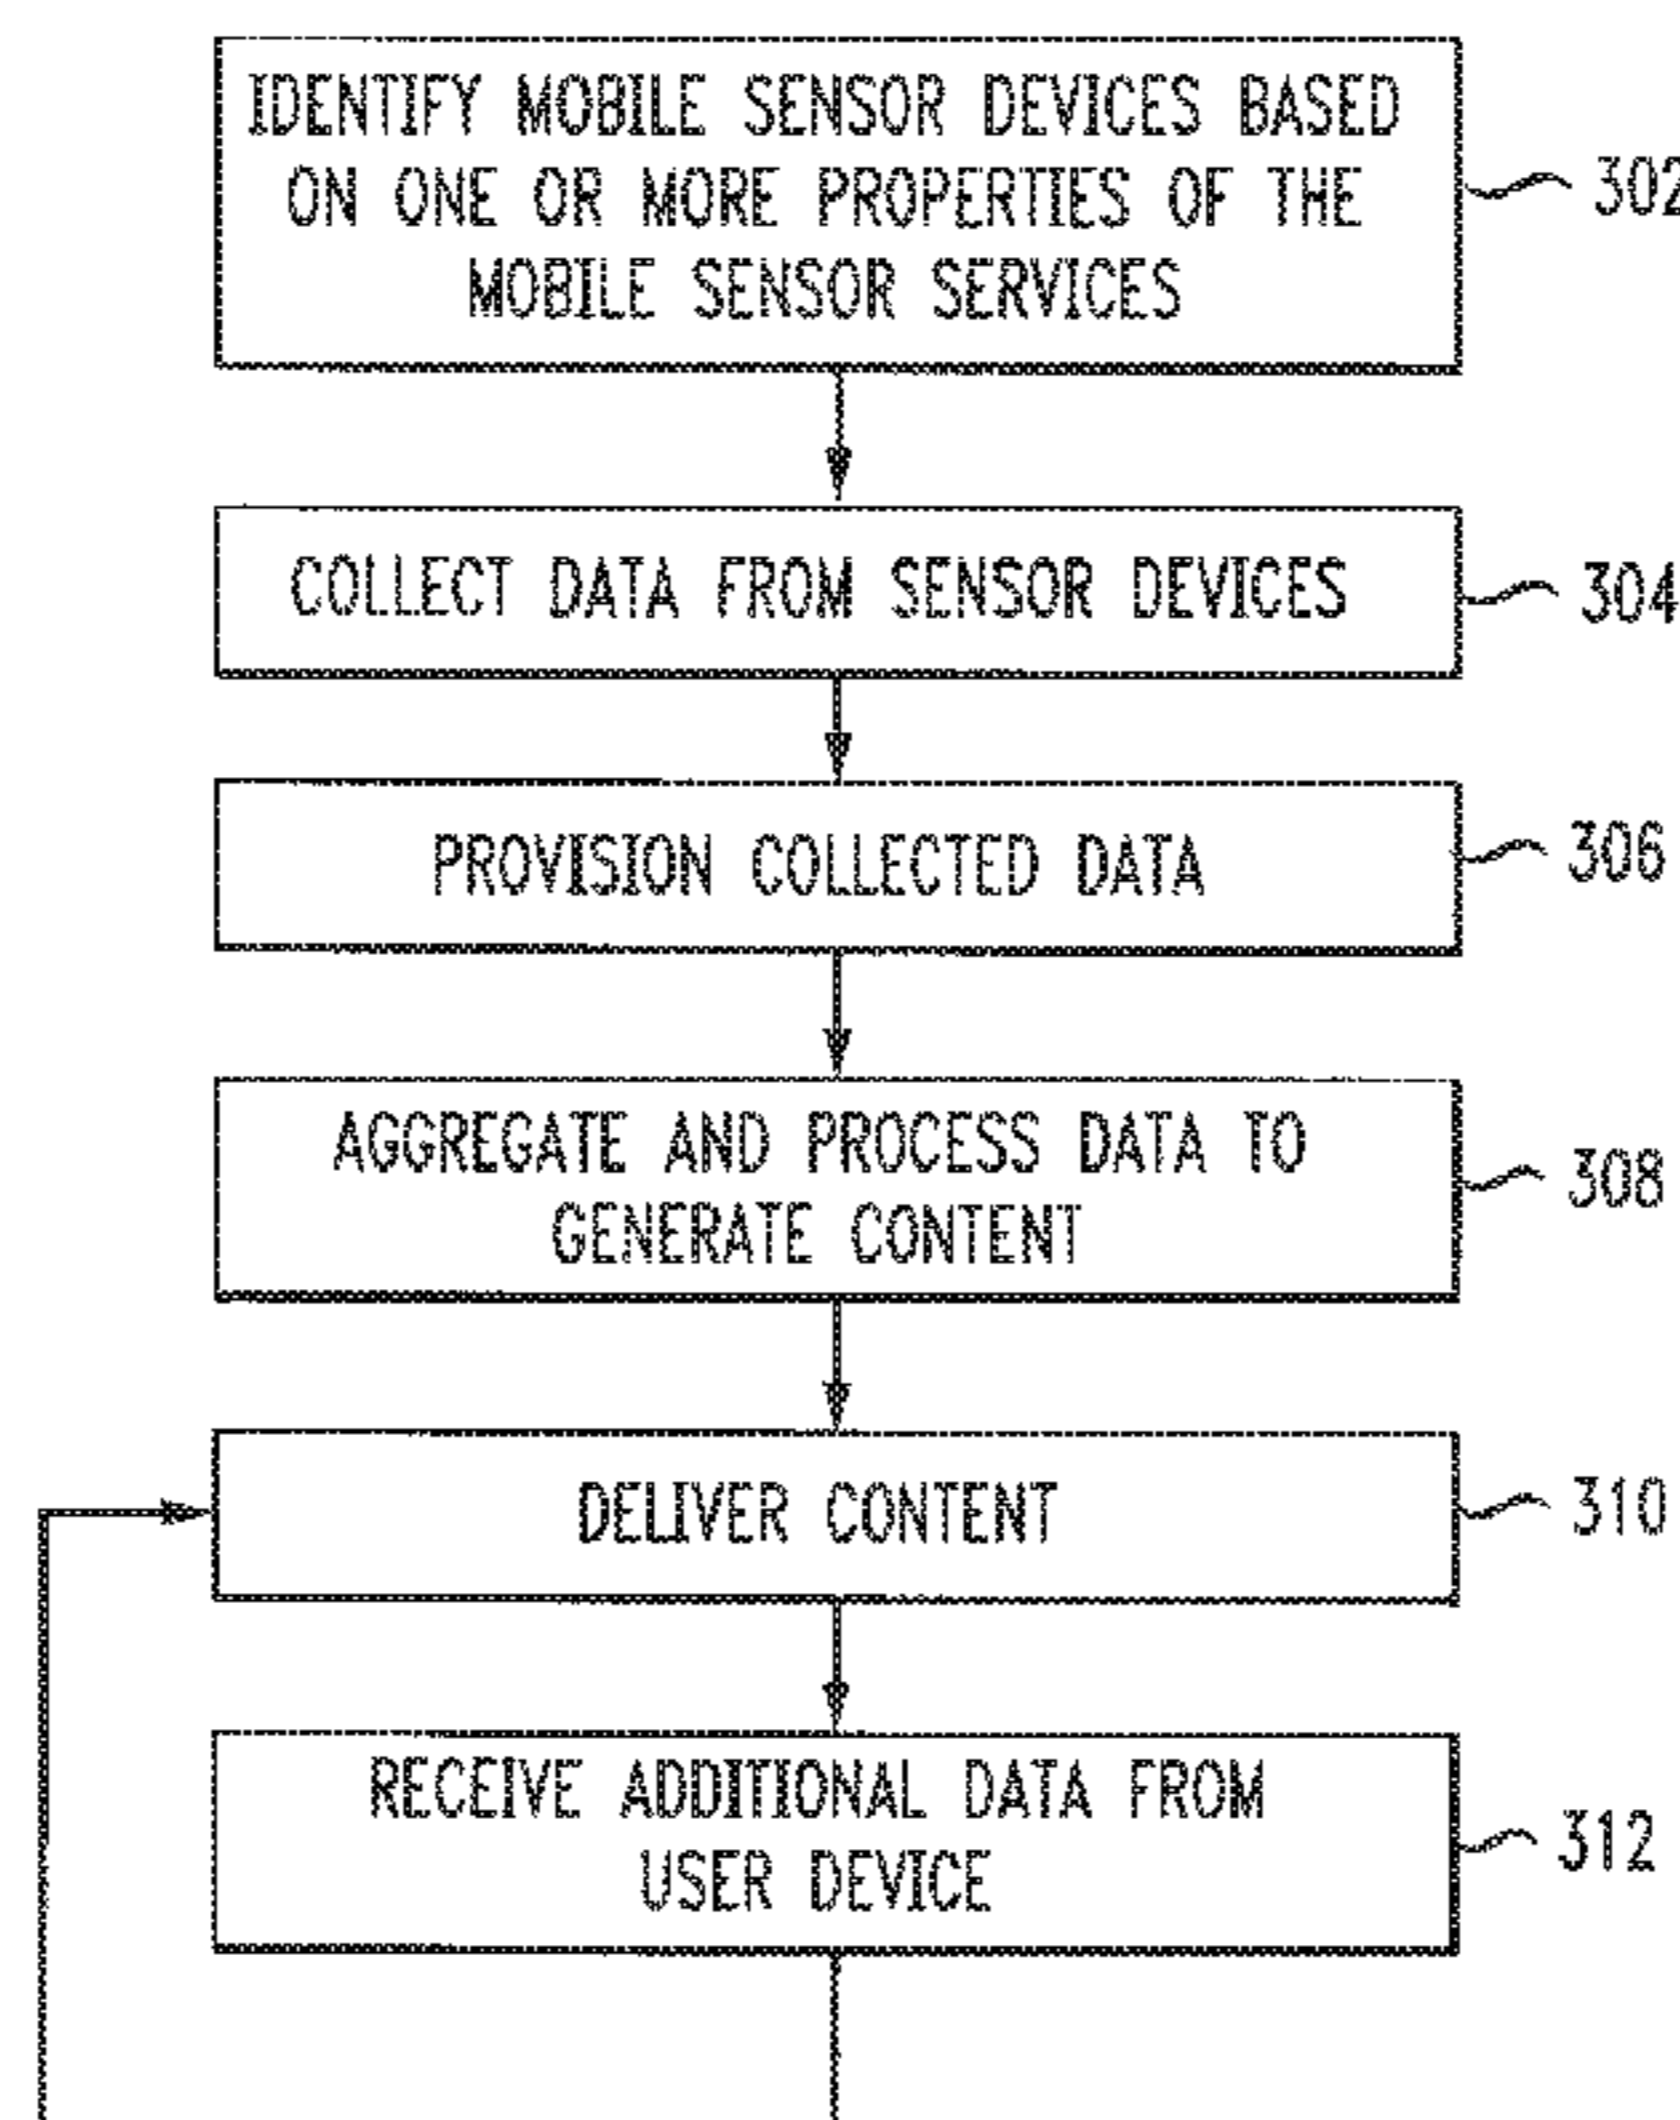 IDENTIFY MOBILE SENSOR DEVICES BASED
ON ONE OR MORE PROPERTIES OF THE
MOBILE SENSOR SERVICES
302
COLLECT DATA FROM SENSOR DEVICES
304
PROVISION COLLECTED DATA
306
AGGREGATE AND PROCESS DATA TO
GENERATE CONTENT
308
DELIVER CONTENT
310
RECEIVE ADDITIONAL DATA FROM
USER DEVICE
312